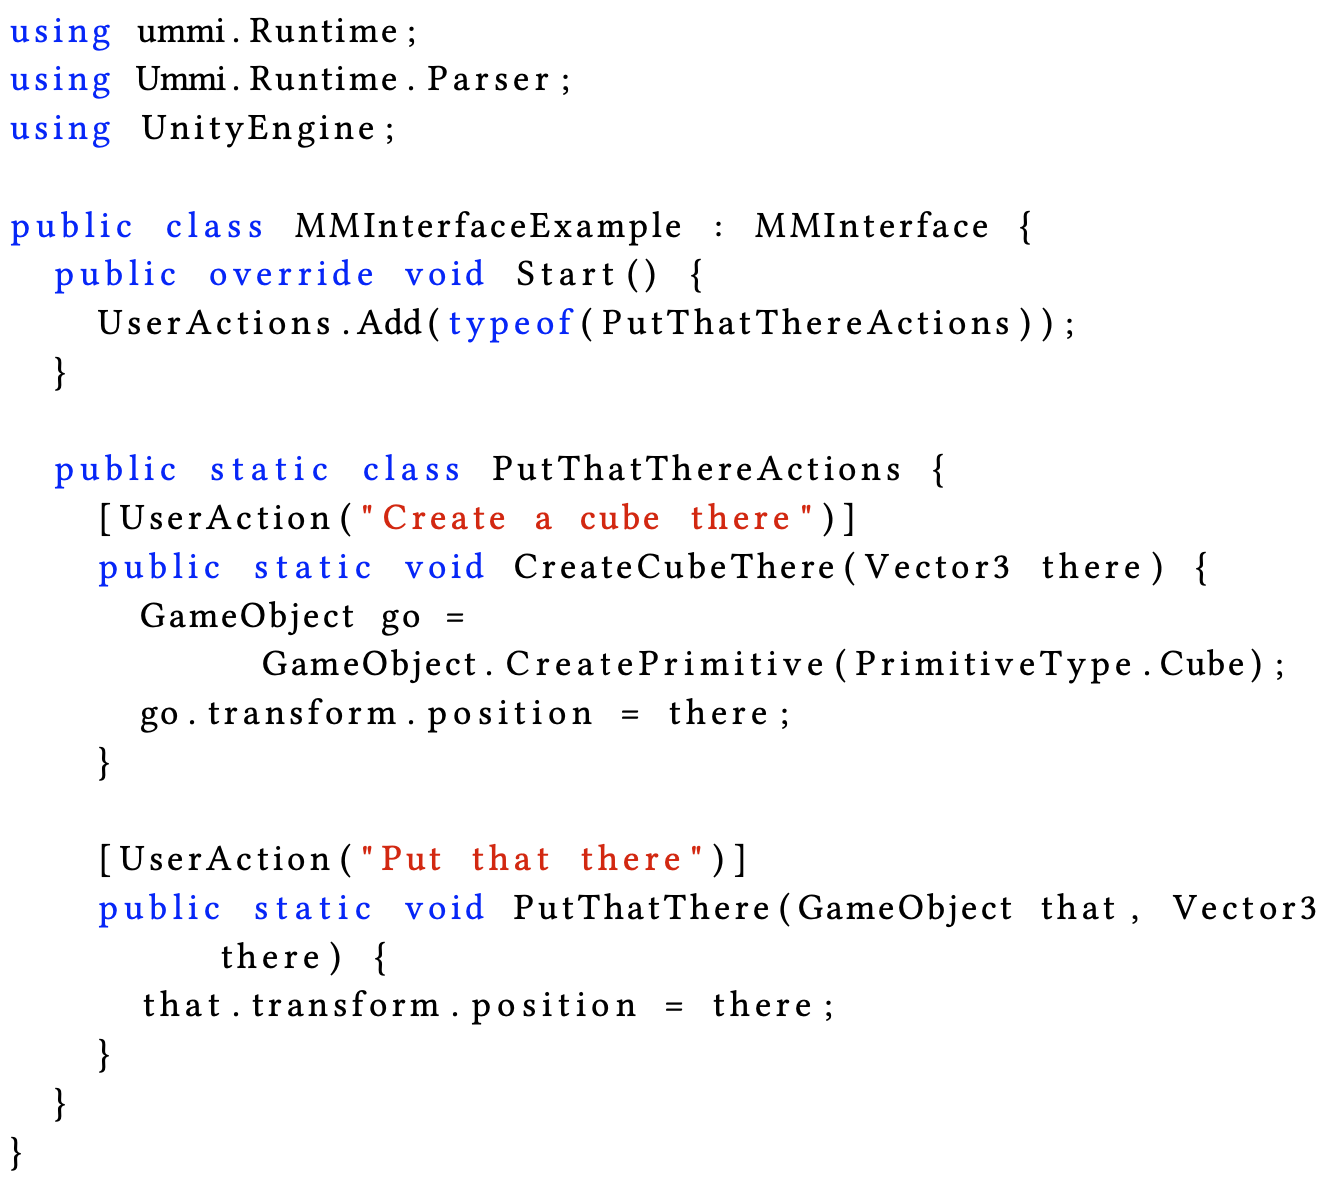 using ummi.Runtime;
using Ummi.Runtime.Parser;
using UnityEngine;

public class MMInterfaceExample : MMInterface {
  public override void Start() {
    UserActions.Add(typeof(PutThatThereActions));
  }

  public static class PutThatThereActions {
    [UserAction("Create a cube there")]
    public static void CreateCubeThere(Vector3 there) {
      GameObject go =
            GameObject.CreatePrimitive(PrimitiveType.Cube);
      go.transform.position = there;
    }

    [UserAction("Put that there")]
    public static void PutThatThere(GameObject that, Vector3
          there) {
      that.transform.position = there;
    }
  }
}